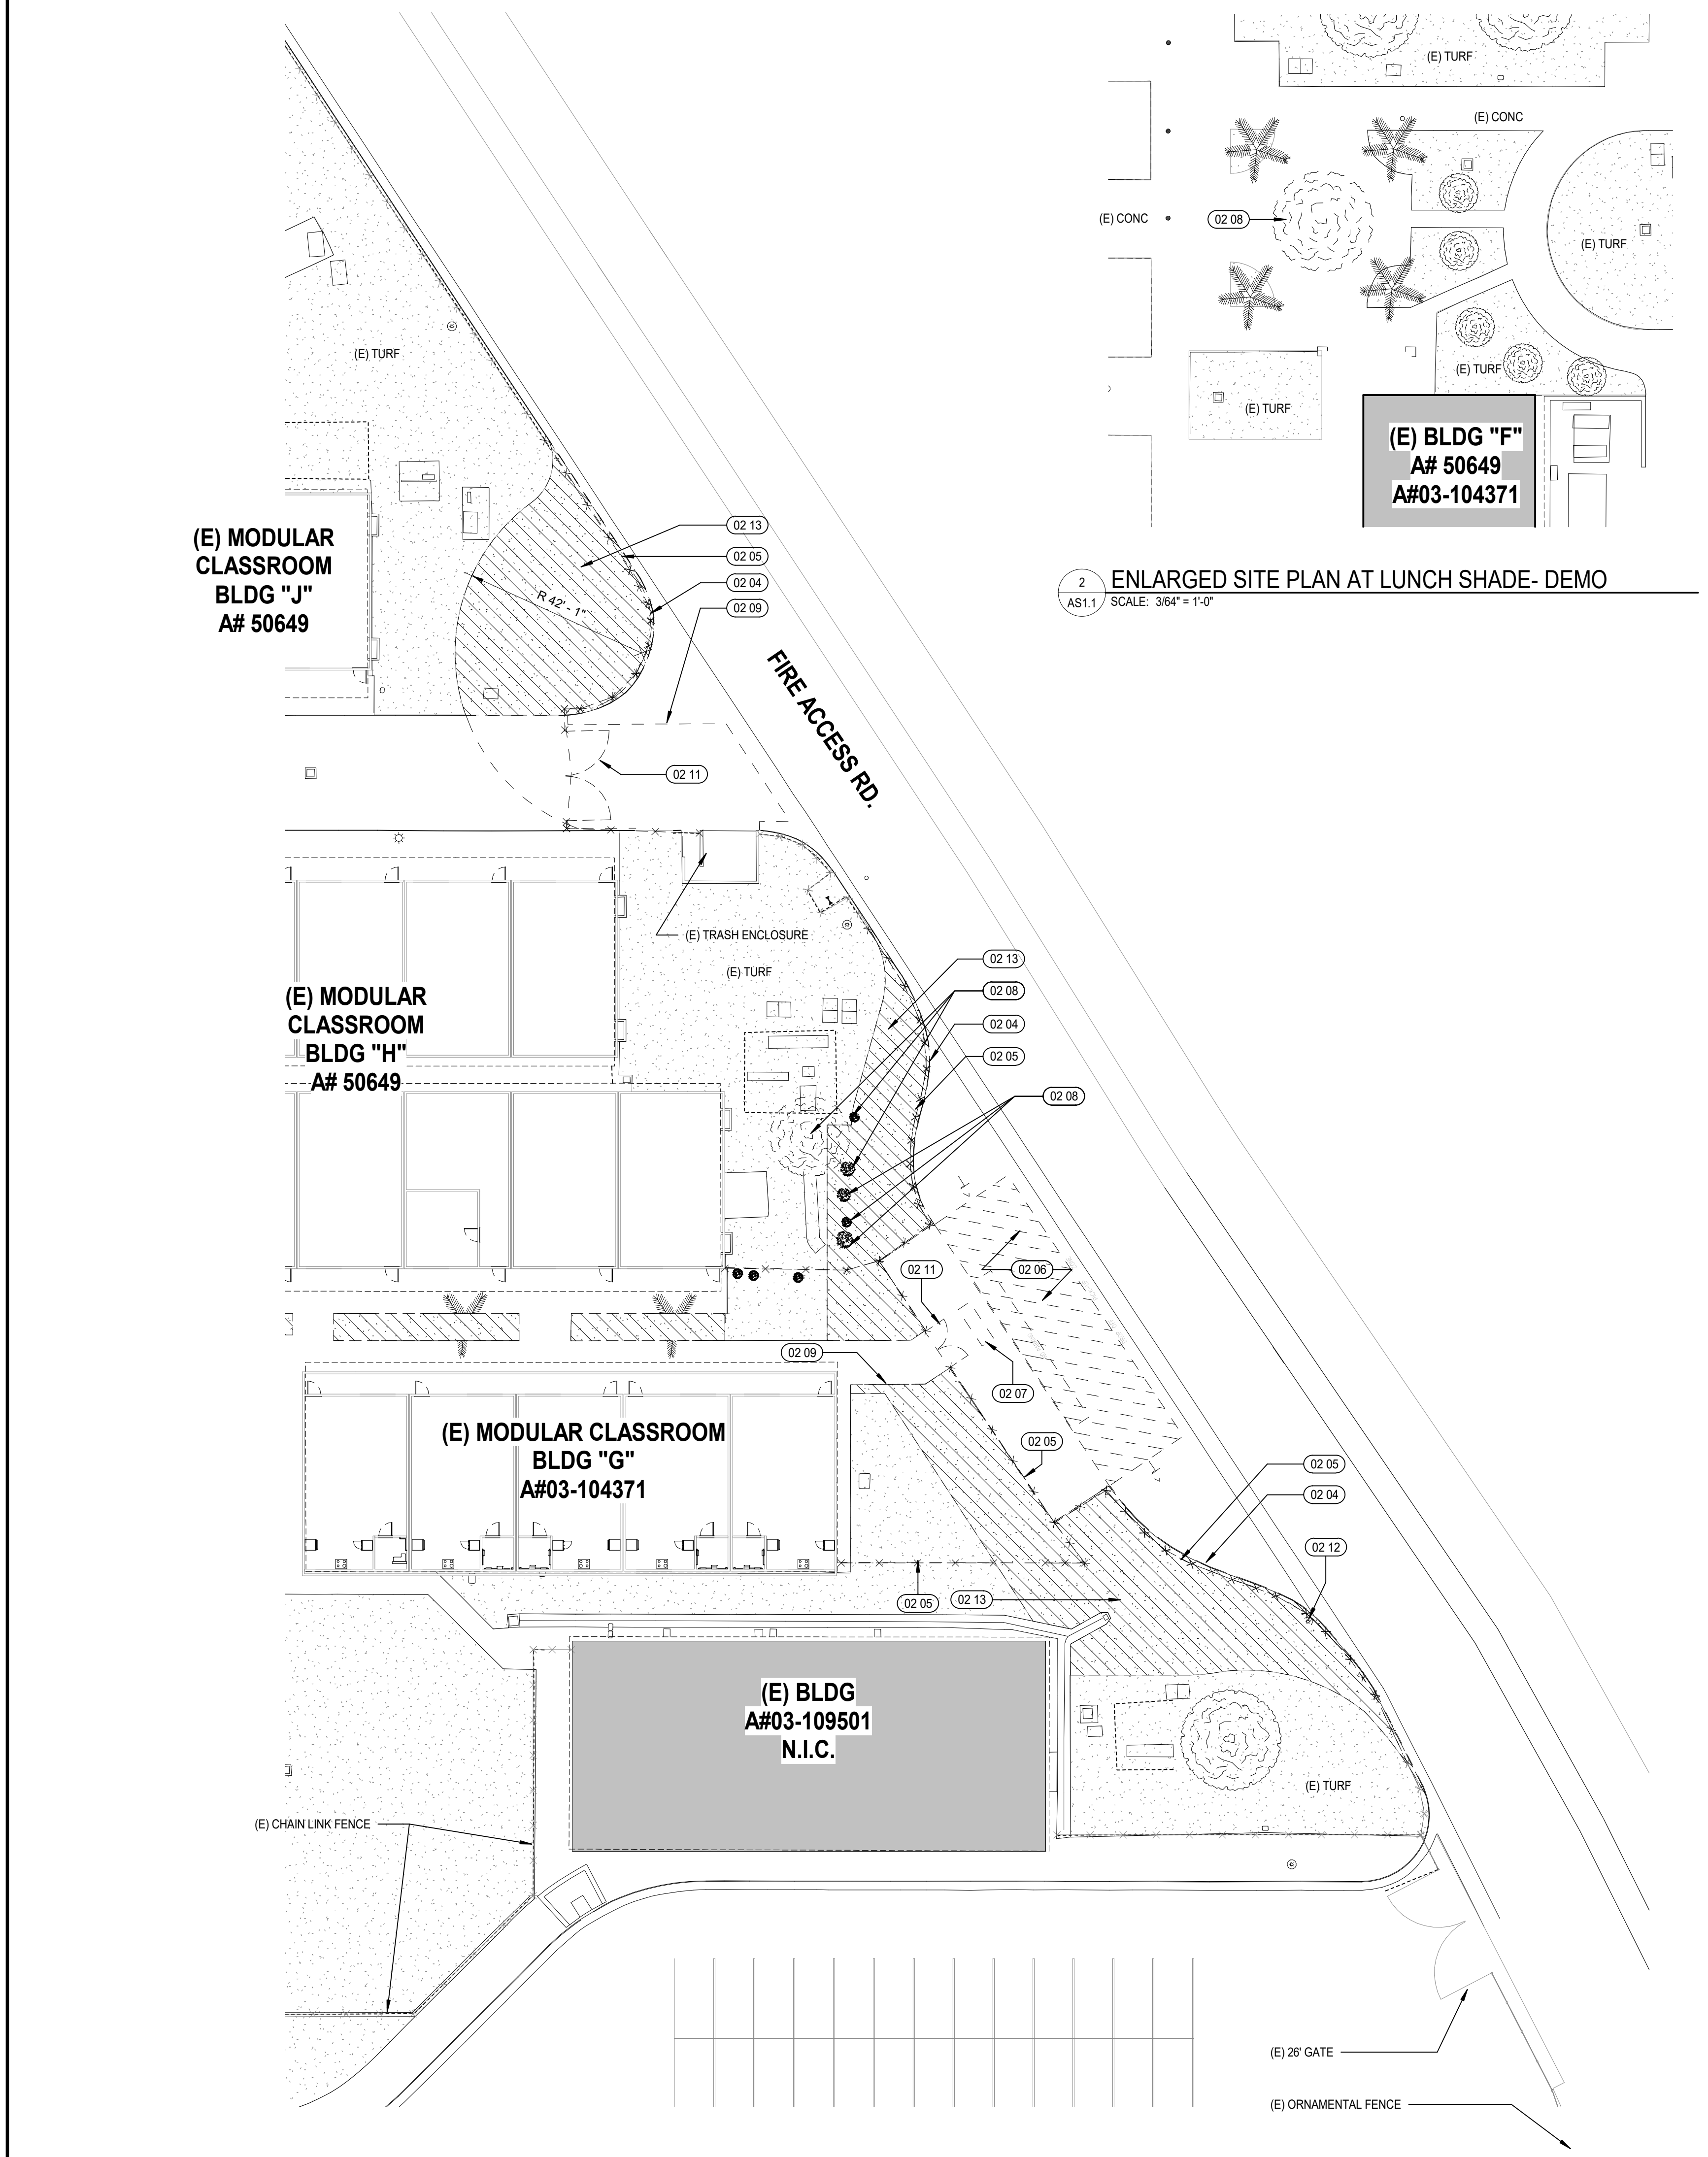 (E) TURF
(E) CONC
(E) CONC
02 08
(E) TURF
(E) TURF
(E) TURF
(E) BLDG "F"
A# 50649
A#03-104371
2
AS1.1
ENLARGED SITE PLAN AT LUNCH SHADE- DEMO
SCALE: 3/64" = 1'-0"
(E) TURF
(E) MODULAR
CLASSROOM
BLDG "J"
A# 50649
02 13
02 05
02 04
02 09
R 42' - 1"
FIRE ACCESS RD.
02 11
(E) TRASH ENCLOSURE
(E) TURF
(E) MODULAR
CLASSROOM
BLDG "H"
A# 50649
02 13
02 08
02 04
02 05
02 08
02 11
02 06
02 09
02 07
(E) MODULAR CLASSROOM
BLDG "G"
A#03-104371
02 05
02 05
02 04
02 12
02 05
02 13
(E) BLDG
A#03-109501
N.I.C.
(E) TURF
(E) CHAIN LINK FENCE
(E) 26' GATE
(E) ORNAMENTAL FENCE